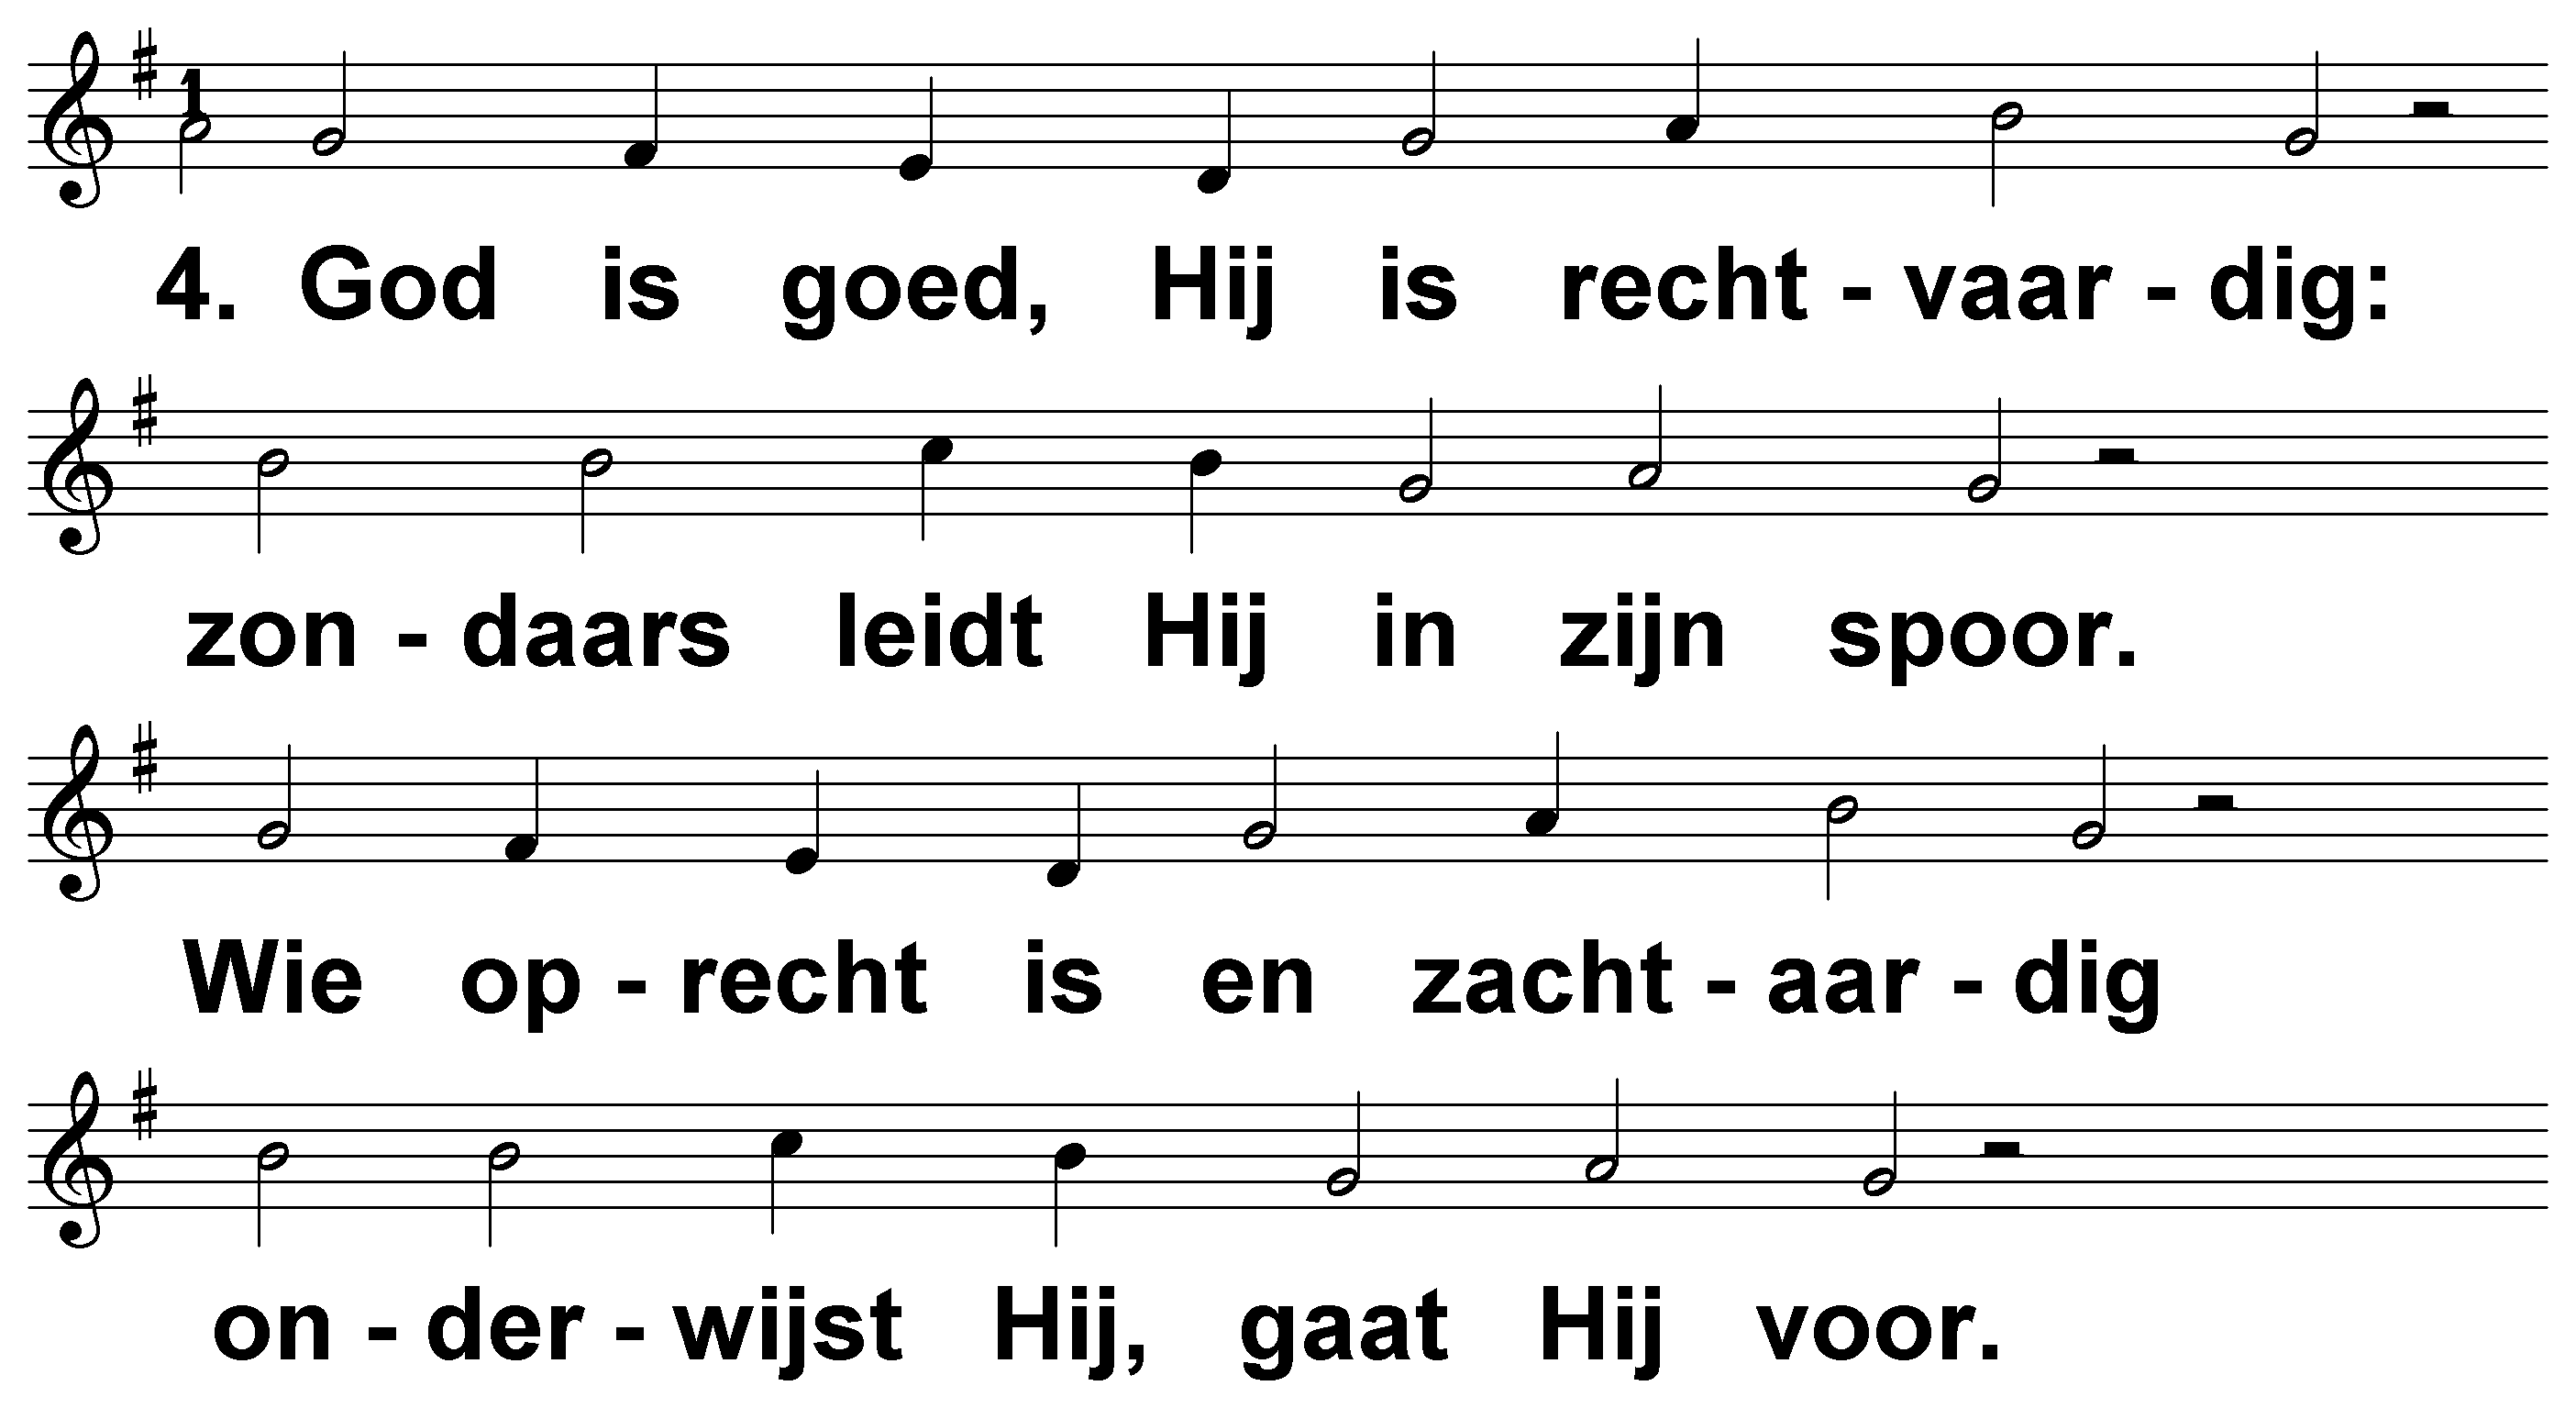 1
4. God is goed, Hij is recht - vaar - dig:
zon - daars leidt Hij in zijn spoor.
Wie op - recht is en zacht - aar - dig
on - der - wijst Hij, gaat Hij voor.